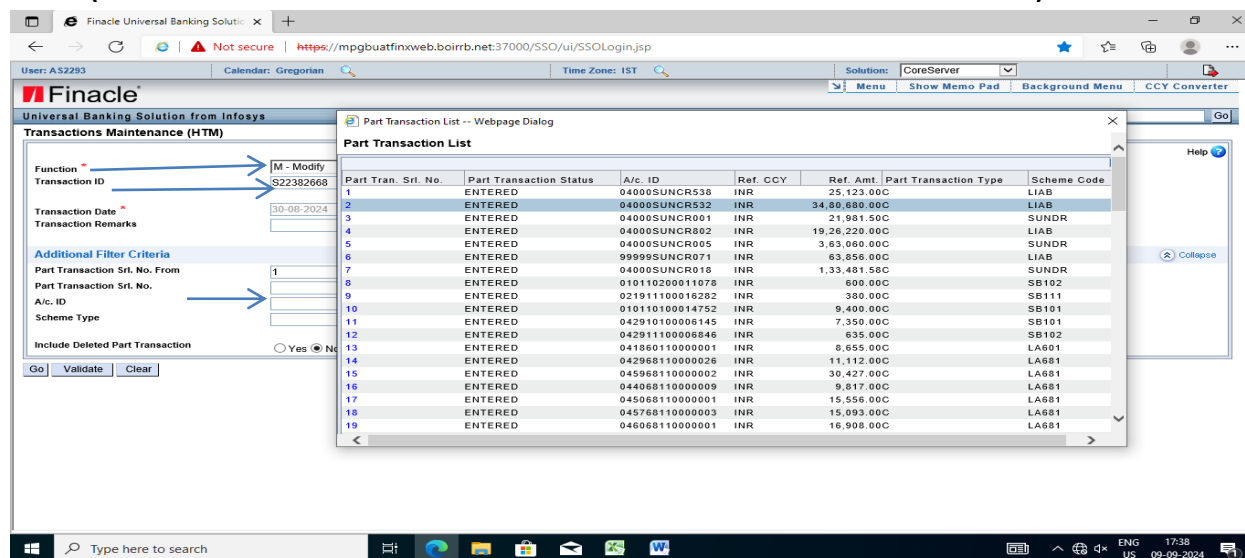 Finacle Universal Banking Solutio
Not secure | https://mpgbuatfinxweb.boirrb.net:37000/SSO/ui/SSOLogin.jsp
User: AS2293 Calendar: Gregorian Time Zone: IST Solution: CoreServer
Finacle
Menu Show Memo Pad Background Menu CCY Converter
Universal Banking Solution from Infosys
Go
Transactions Maintenance (HTM)
Help
Function * M - Modify
Transaction ID S22382668
Transaction Date * 30-08-2024
Transaction Remarks
Additional Filter Criteria
Collapse
Part Transaction Srl. No. From 1
Part Transaction Srl. No.
A/c. ID
Scheme Type
Include Deleted Part Transaction Yes No
Go Validate Clear
Part Transaction List -- Webpage Dialog
Part Transaction List
Part Tran. Srl. No. Part Transaction Status A/c. ID Ref. CCY Ref. Amt. Part Transaction Type Scheme Code
1 ENTERED 04000SUNCR538 INR 25,123.00C LIAB
2 ENTERED 04000SUNCR532 INR 34,80,680.00C LIAB
3 ENTERED 04000SUNCR001 INR 21,981.50C SUNDR
4 ENTERED 04000SUNCR802 INR 19,26,220.00C LIAB
5 ENTERED 04000SUNCR005 INR 3,63,060.00C SUNDR
6 ENTERED 99999SUNCR071 INR 63,856.00C LIAB
7 ENTERED 04000SUNCR018 INR 1,33,481.58C SUNDR
8 ENTERED 010110200011078 INR 600.00C SB102
9 ENTERED 021911100016282 INR 380.00C SB111
10 ENTERED 010110100014752 INR 9,400.00C SB101
11 ENTERED 042910100006145 INR 7,350.00C SB101
12 ENTERED 042911100006846 INR 635.00C SB102
13 ENTERED 041860110000001 INR 8,655.00C LA601
14 ENTERED 042968110000026 INR 11,112.00C LA681
15 ENTERED 045968110000002 INR 30,427.00C LA681
16 ENTERED 044068110000009 INR 9,817.00C LA681
17 ENTERED 045068110000001 INR 15,556.00C LA681
18 ENTERED 045768110000003 INR 15,093.00C LA681
19 ENTERED 046068110000001 INR 16,908.00C LA681
Type here to search
ENG 17:38
US 09-09-2024